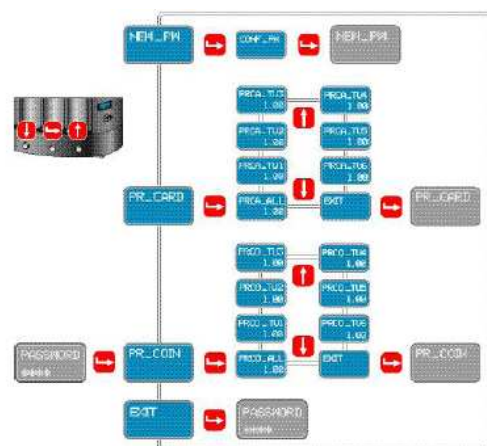 NEW_PW
CONF_PW
NEW_PW
PRCA_TU3
1.00
PRCA_TU4
1.00
PRCA_TU2
1.00
PRCA_TU5
1.00
PRCA_TU1
1.00
PRCA_TU6
1.00
PR_CARD
PRCA_ALL
1.00
EXIT
PR_CARD
PRCO_TU3
1.00
PRCO_TU4
1.00
PRCO_TU2
1.00
PRCO_TU5
1.00
PRCO_TU1
1.00
PRCO_TU6
1.00
PASSWORD
****
PR_COIN
PRCO_ALL
1.00
EXIT
PR_COIN
EXIT
PASSWORD
****